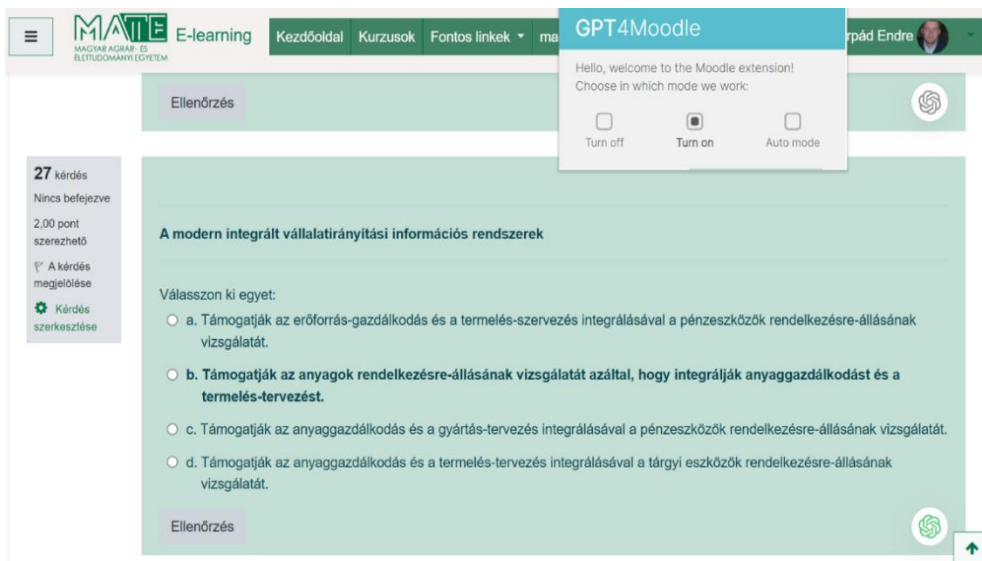 MATE
MAGYAR AGRÁR- ÉS
ÉLETTUDOMÁNYI EGYETEM
E-learning
Kezdőoldal Kurzusok Fontos linkek ma
rpád Endre
GPT4Moodle
Hello, welcome to the Moodle extension!
Choose in which mode we work:
Turn off Turn on Auto mode
Ellenőrzés
27 kérdés
Nincs befejezve
2,00 pont
szerezhető
A kérdés
megjelölése
Kérdés
szerkesztése
A modern integrált vállalatirányítási információs rendszerek
Válasszon ki egyet:
a. Támogatják az erőforrás-gazdálkodás és a termelés-szervezés integrálásával a pénzeszközök rendelkezésre-állásának
vizsgálatát.
b. Támogatják az anyagok rendelkezésre-állásának vizsgálatát azáltal, hogy integrálják anyaggazdálkodást és a
termelés-tervezést.
c. Támogatják az anyaggazdálkodás és a gyártás-tervezés integrálásával a pénzeszközök rendelkezésre-állásának vizsgálatát.
d. Támogatják az anyaggazdálkodás és a termelés-tervezés integrálásával a tárgyi eszközök rendelkezésre-állásának
vizsgálatát.
Ellenőrzés